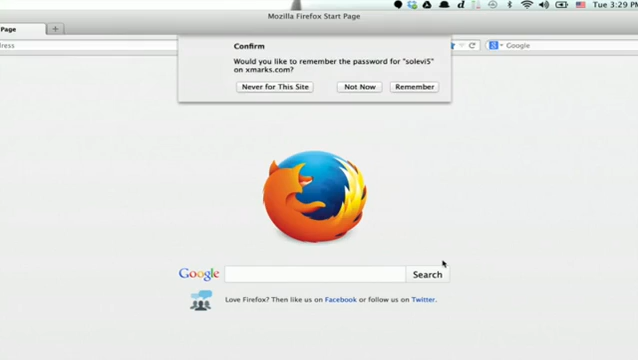 Tue 3:29 PM
Mozilla Firefox Start Page
Page
dress
Google
Confirm
Would you like to remember the password for "solevi5"
on xmarks.com?
Never for This Site
Not Now
Remember
Google
Search
Love Firefox? Then like us on Facebook or follow us on Twitter.